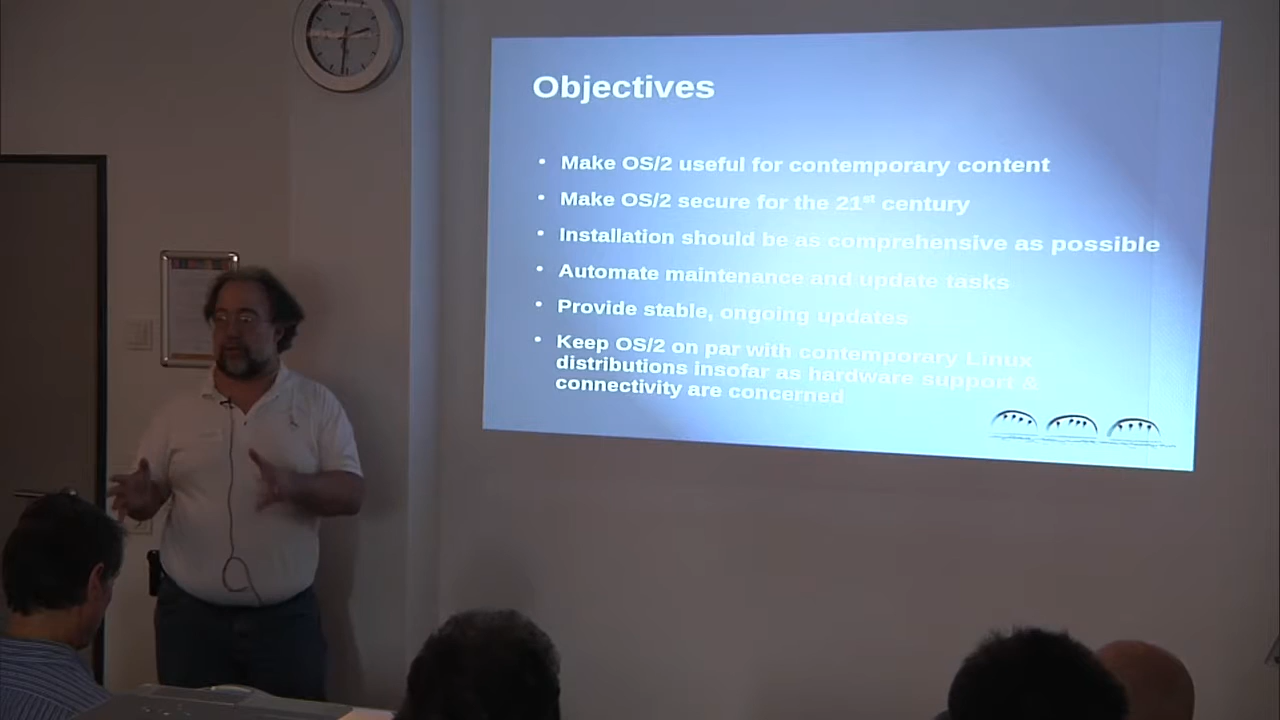 Objectives
• Make OS/2 useful for contemporary content
• Make OS/2 secure for the 21st century
• Installation should be as comprehensive as possible
• Automate maintenance and update tasks
• Provide stable, ongoing updates
• Keep OS/2 on par with contemporary Linux
distributions insofar as hardware support &
connectivity are concerned